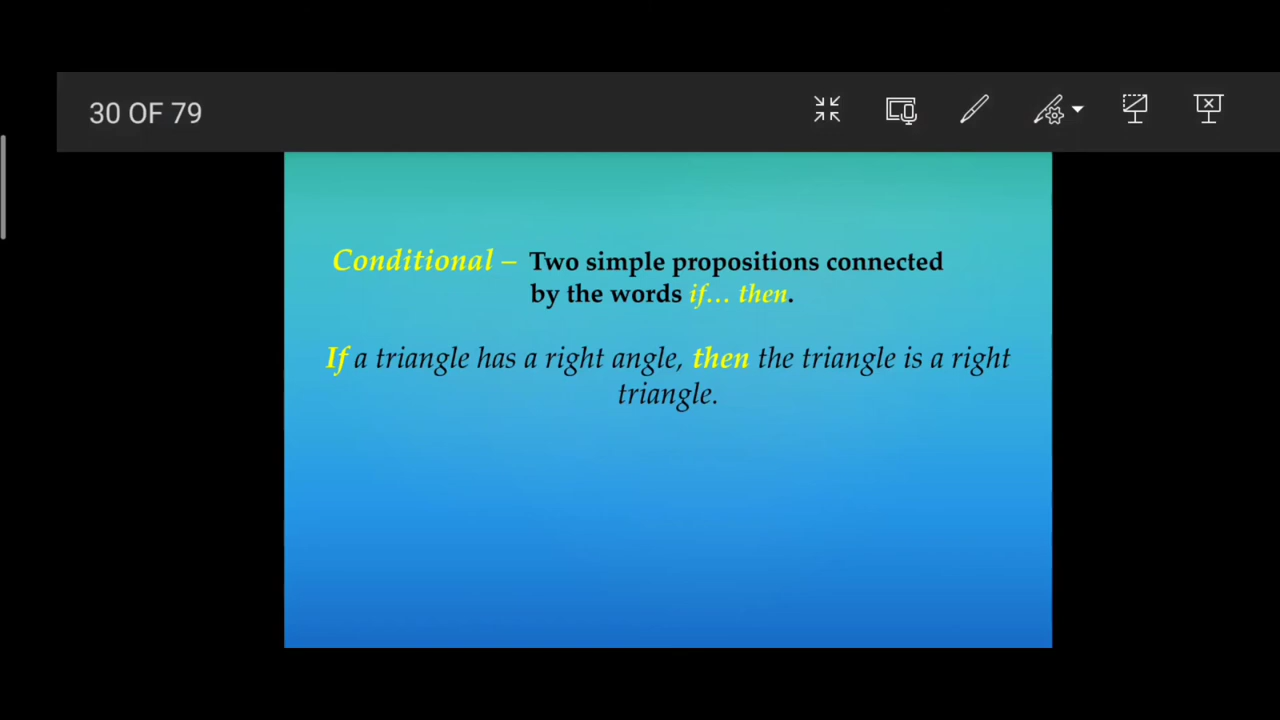 30 OF 79
Conditional – Two simple propositions connected
by the words if... then.
If a triangle has a right angle, then the triangle is a right
triangle.